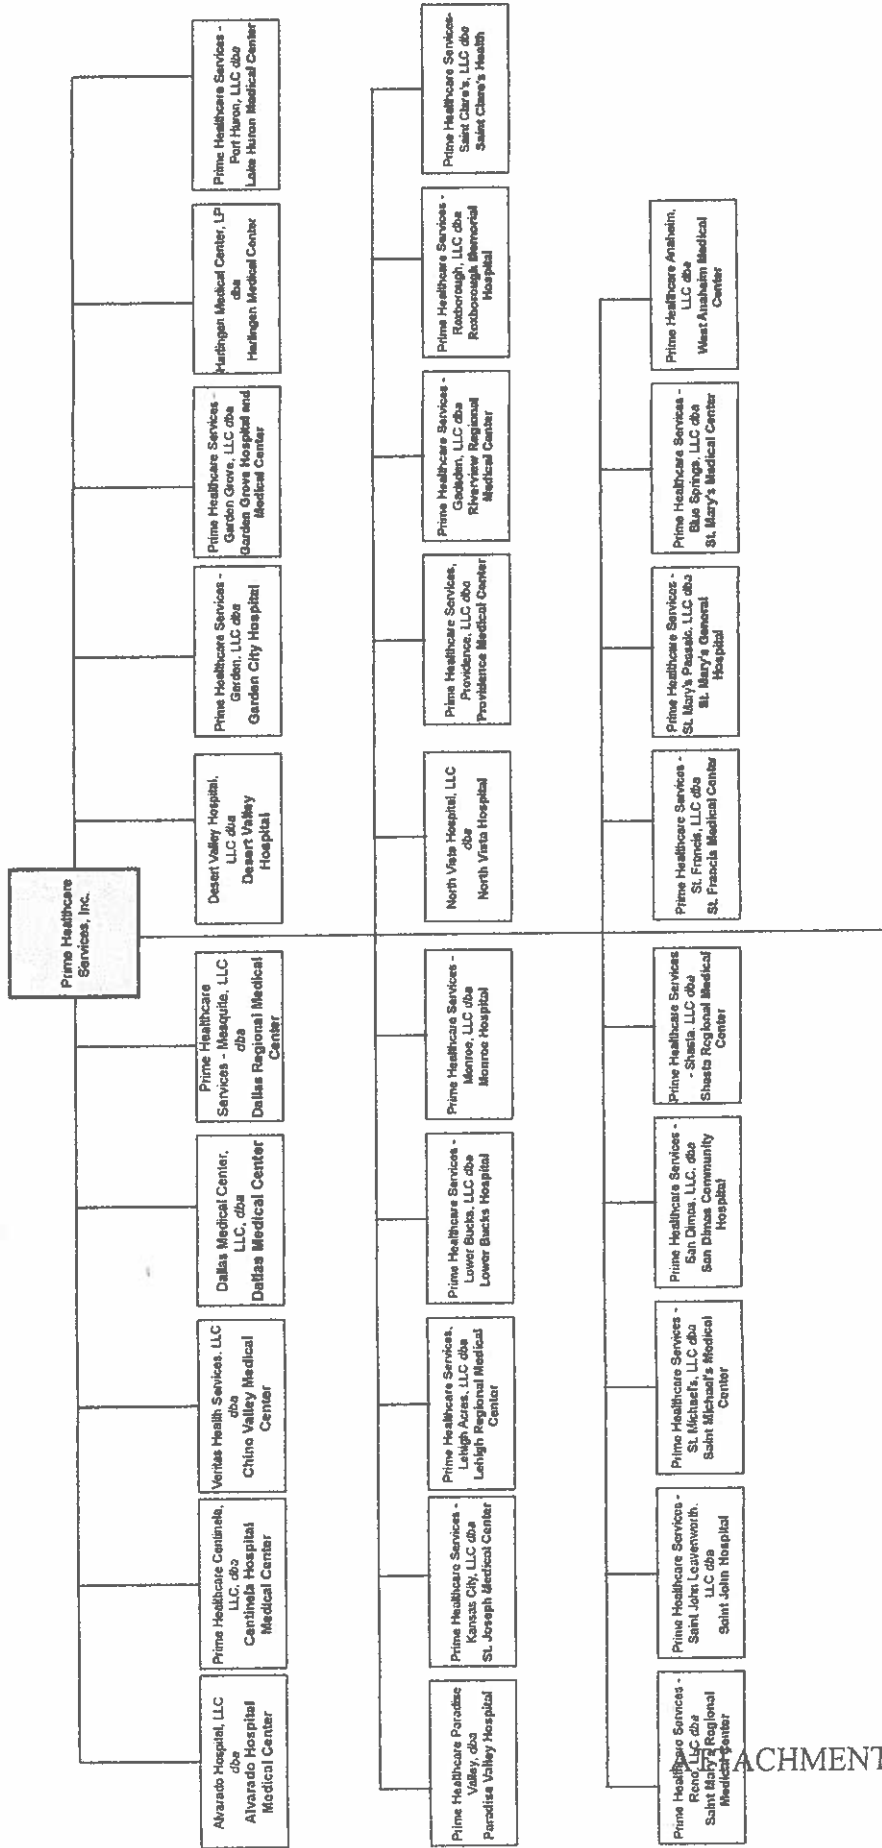 Prime Healthcare
Services, Inc.
Alvarado Hospital, LLC
dba
Alvarado Hospital
Medical Center
Prime Healthcare Centinela,
LLC, dba
Centinela Hospital
Medical Center
Veritas Health Services, LLC
dba
Chino Valley Medical
Center
Dallas Medical Center,
LLC, dba
Dallas Medical Center
Prime Healthcare
Services - Mesquite, LLC
dba
Dallas Regional Medical
Center
Desert Valley Hospital,
LLC dba
Desert Valley
Hospital
Prime Healthcare Services -
Garden, LLC dba
Garden City Hospital
Prime Healthcare Services -
Garden Grove, LLC dba
Garden Grove Hospital and
Medical Center
Harlingen Medical Center, LP
dba
Harlingen Medical Center
Prime Healthcare Services -
Port Huron, LLC dba
Lake Huron Medical Center
Prime Healthcare Paradise
Valley, dba
Paradise Valley Hospital
Prime Healthcare Services -
Kansas City, LLC dba
St. Joseph Medical Center
Prime Healthcare Services,
Lehigh Acres, LLC dba
Lehigh Regional Medical
Center
Prime Healthcare Services -
Lower Bucks, LLC dba
Lower Bucks Hospital
Prime Healthcare Services -
Monroe, LLC dba
Monroe Hospital
North Vista Hospital, LLC
dba
North Vista Hospital
Prime Healthcare Services,
Providence, LLC dba
Providence Medical Center
Prime Healthcare Services -
Gadsden, LLC dba
Riverview Regional
Medical Center
Prime Healthcare Services -
Roxborough, LLC dba
Roxborough Memorial
Hospital
Prime Healthcare Services-
Saint Clare's, LLC dba
Saint Clare's Health
Prime Healthcare Services -
Reno, LLC dba
Saint Mary's Regional
Medical Center
Prime Healthcare Services -
Saint John Leavenworth,
LLC dba
Saint John Hospital
Prime Healthcare Services -
St. Michael's, LLC dba
Saint Michael's Medical
Center
Prime Healthcare Services -
San Dimas, LLC, dba
San Dimas Community
Hospital
Prime Healthcare Services
- Shasta, LLC dba
Shasta Regional Medical
Center
Prime Healthcare Services -
St. Francis, LLC dba
St. Francis Medical Center
Prime Healthcare Services -
St. Mary's Passaic, LLC dba
St. Mary's General
Hospital
Prime Healthcare Services -
Blue Springs, LLC dba
St. Mary's Medical Center
Prime Healthcare Anaheim,
LLC dba
West Anaheim Medical
Center
ATTACHMENT